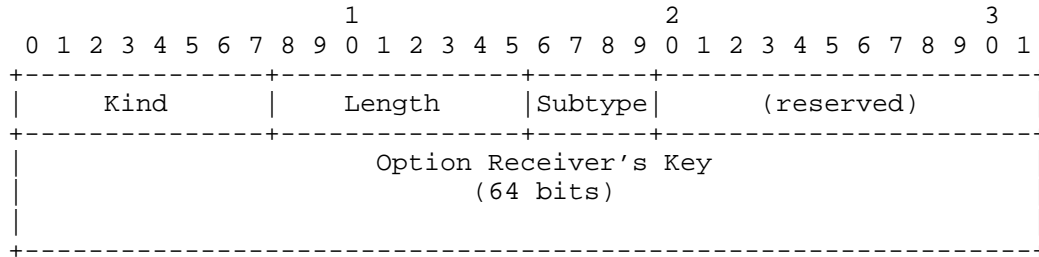 1                   2                   3
 0 1 2 3 4 5 6 7 8 9 0 1 2 3 4 5 6 7 8 9 0 1 2 3 4 5 6 7 8 9 0 1
+---------------+---------------+-------+-----------------------
|     Kind      |    Length     |Subtype|      (reserved)
+---------------+---------------+-------+-----------------------
|                      Option Receiver's Key
|                            (64 bits)
|
+---------------------------------------------------------------